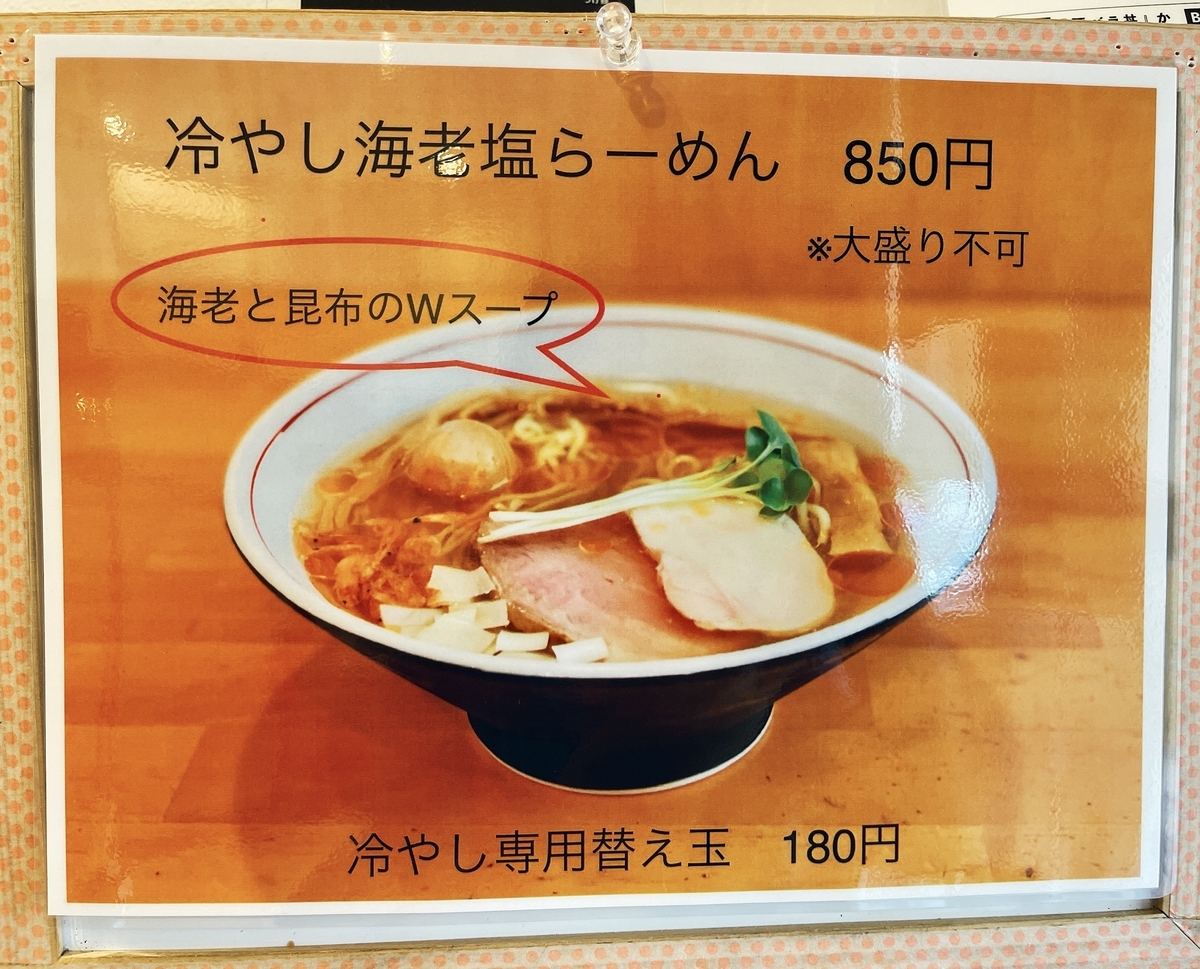 冷やし海老塩らーめん　850円
※大盛り不可
海老と昆布のWスープ
冷やし専用替え玉　180円